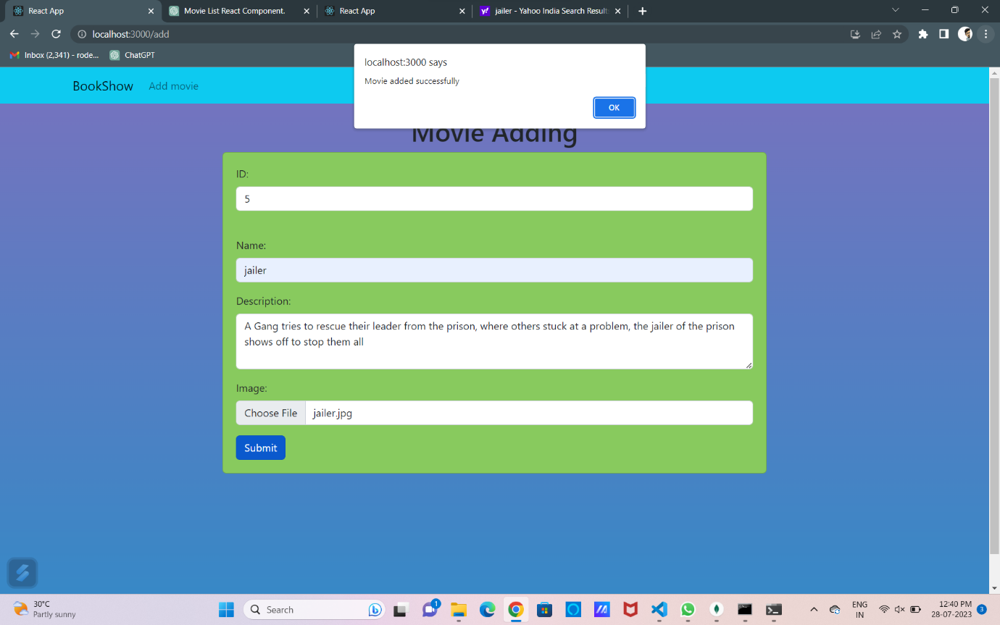 React App
Movie List React Component.
React App
jailer - Yahoo India Search Result
localhost:3000/add
Inbox (2,341) - rode...
ChatGPT
localhost:3000 says
Movie added successfully
OK
BookShow
Add movie
Movie Adding
ID:
5
Name:
jailer
Description:
A Gang tries to rescue their leader from the prison, where others stuck at a problem, the jailer of the prison
shows off to stop them all
Image:
Choose File
jailer.jpg
Submit
30°C
Partly sunny
Search
1
ENG
IN
12:40 PM
28-07-2023
3